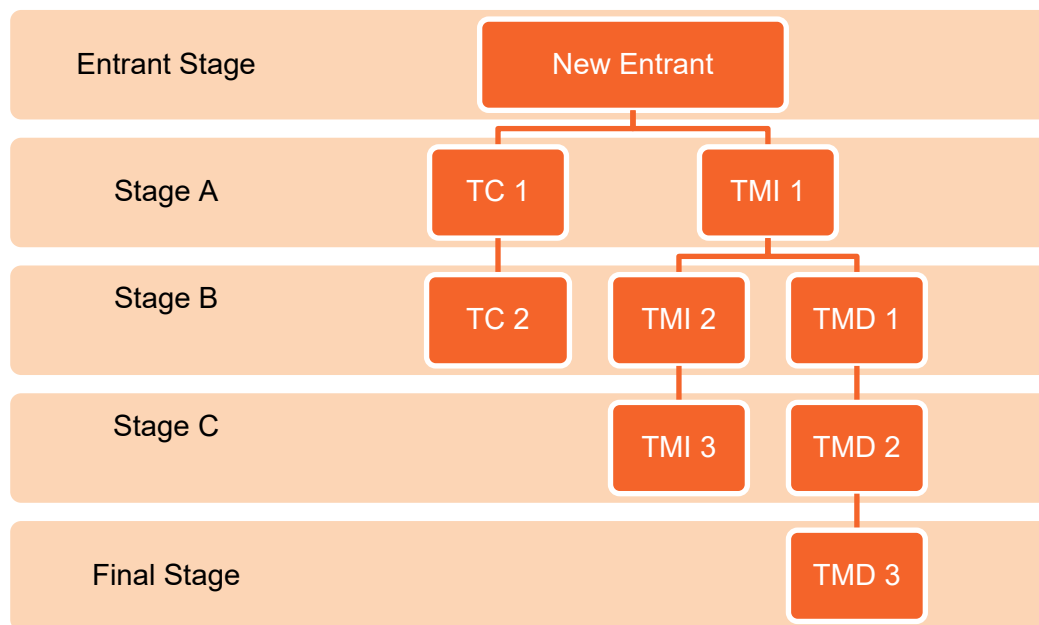 Entrant Stage
New Entrant
Stage A
TC 1
TMI 1
Stage B
TC 2
TMI 2
TMD 1
Stage C
TMI 3
TMD 2
Final Stage
TMD 3